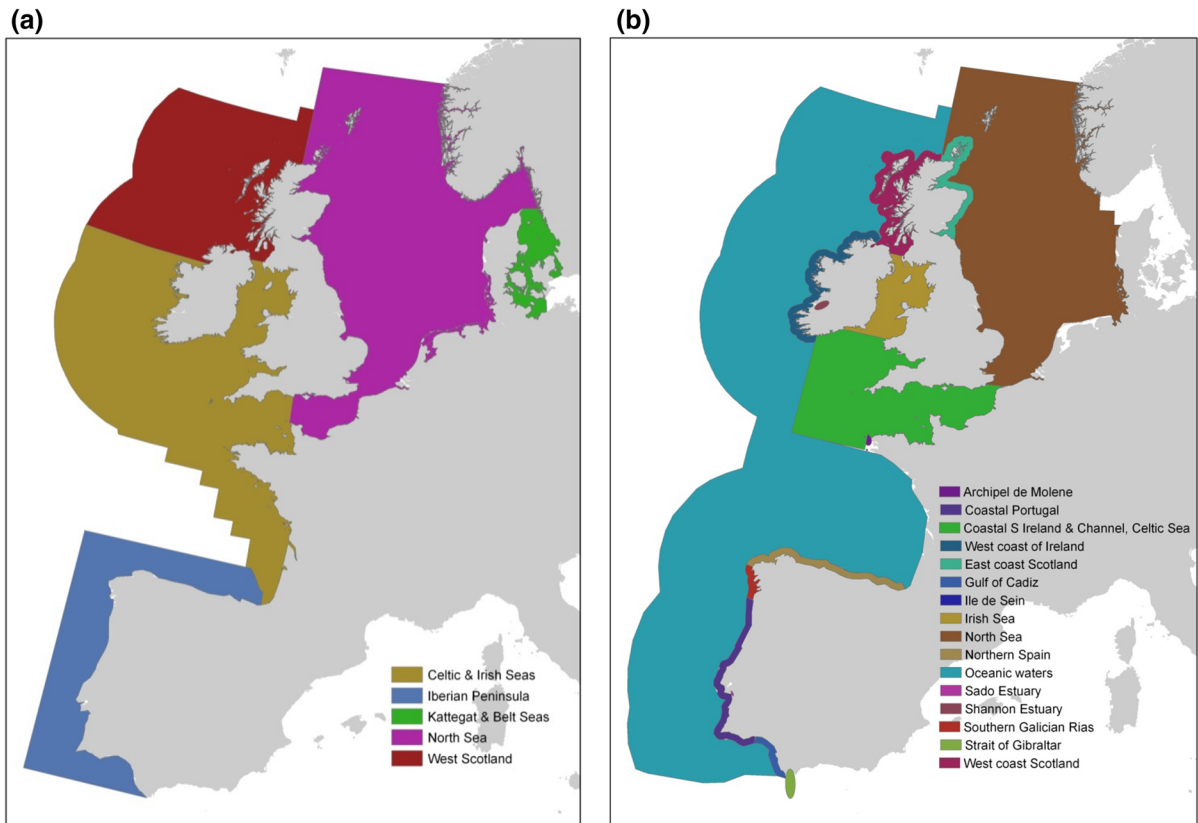 (a)
(b)
Celtic & Irish Seas
Iberian Peninsula
Kattegat & Belt Seas
North Sea
West Scotland
Archipel de Molene
Coastal Portugal
Coastal S Ireland & Channel, Celtic Sea
West coast of Ireland
East coast Scotland
Gulf of Cadiz
Ile de Sein
Irish Sea
North Sea
Northern Spain
Oceanic waters
Sado Estuary
Shannon Estuary
Southern Galician Rias
Strait of Gibraltar
West coast Scotland